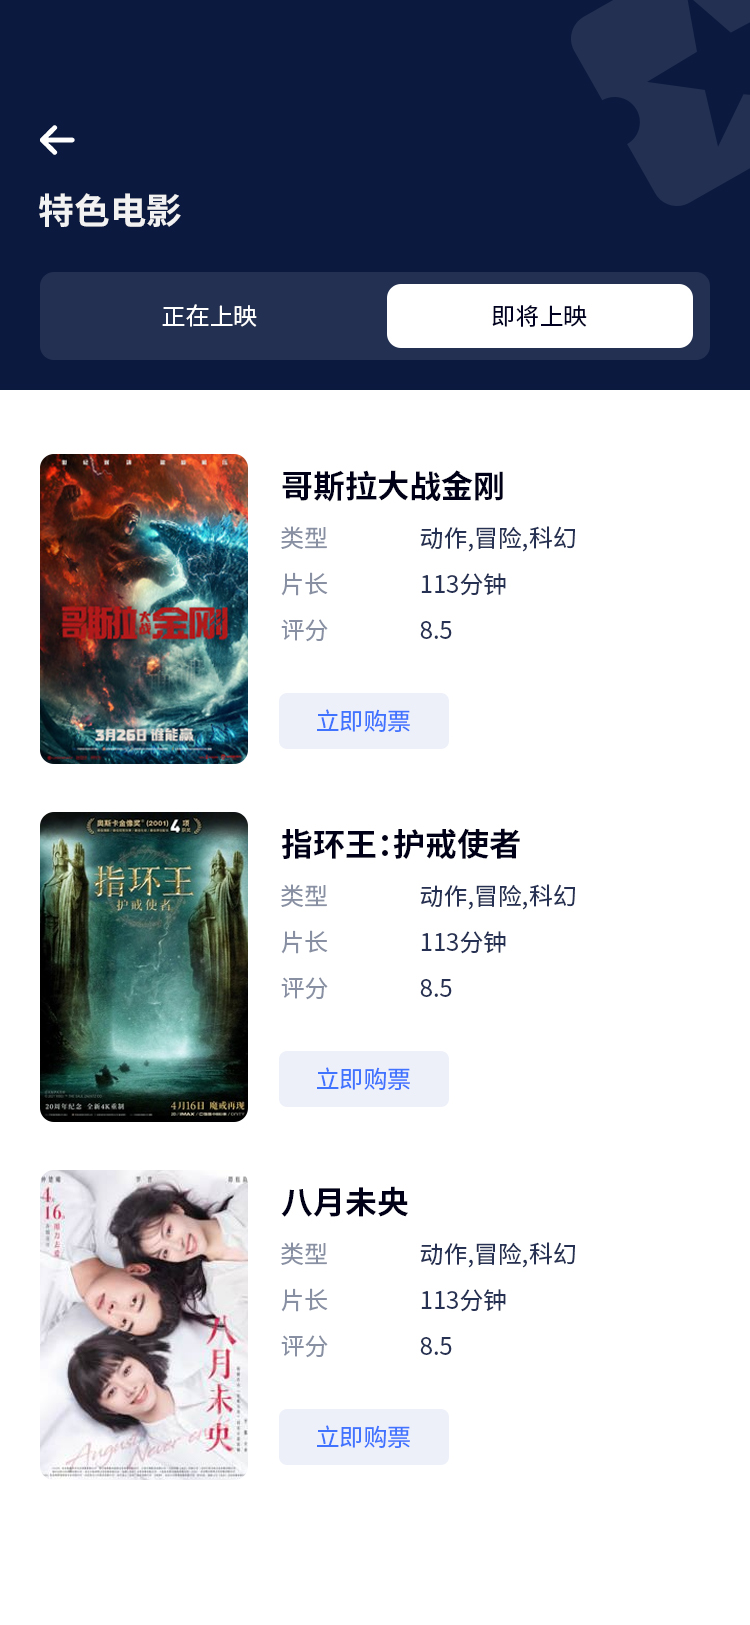 特色电影
正在上映
即将上映
哥斯拉大战金刚
3月26日 谁能赢
哥斯拉大战金刚
类型 动作,冒险,科幻
片长 113分钟
评分 8.5
立即购票
奥斯卡金像奖® (2001) 4项
指环王
护戒使者
20周年纪念 全新4K重制
4月16日 魔戒再现
指环王:护戒使者
类型 动作,冒险,科幻
片长 113分钟
评分 8.5
立即购票
4月
16日
八月未央
August Never ends
八月未央
类型 动作,冒险,科幻
片长 113分钟
评分 8.5
立即购票